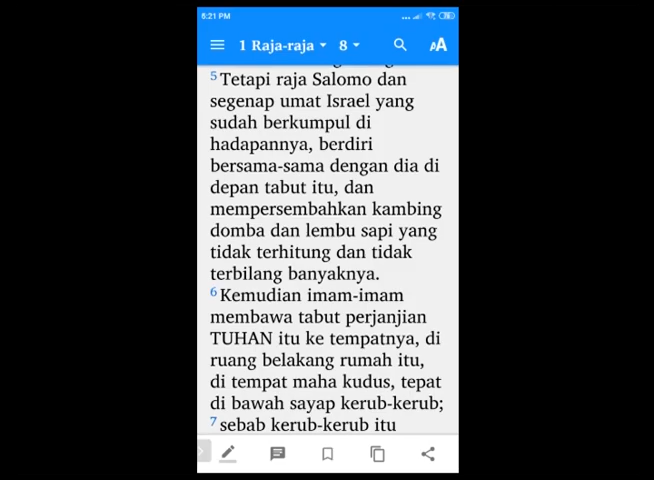 6:21 PM
1 Raja-raja 8
AA
5 Tetapi raja Salomo dan
segenap umat Israel yang
sudah berkumpul di
hadapannya, berdiri
bersama-sama dengan dia di
depan tabut itu, dan
mempersembahkan kambing
domba dan lembu sapi yang
tidak terhitung dan tidak
terbilang banyaknya.
6 Kemudian imam-imam
membawa tabut perjanjian
TUHAN itu ke tempatnya, di
ruang belakang rumah itu,
di tempat maha kudus, tepat
di bawah sayap kerub-kerub;
7 sebab kerub-kerub itu